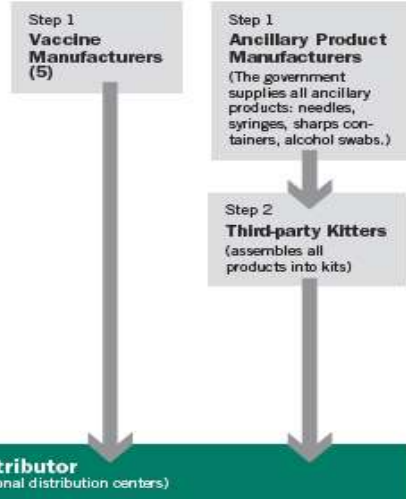 Step 1
Vaccine
Manufacturers
(5)
Step 1
Ancillary Product
Manufacturers
(The government
supplies all ancillary
products: needles,
syringes, sharps con-
tainers, alcohol swabs.)
Step 2
Third-party Kitters
(assembles all
products into kits)
tributor
onal distribution centers)